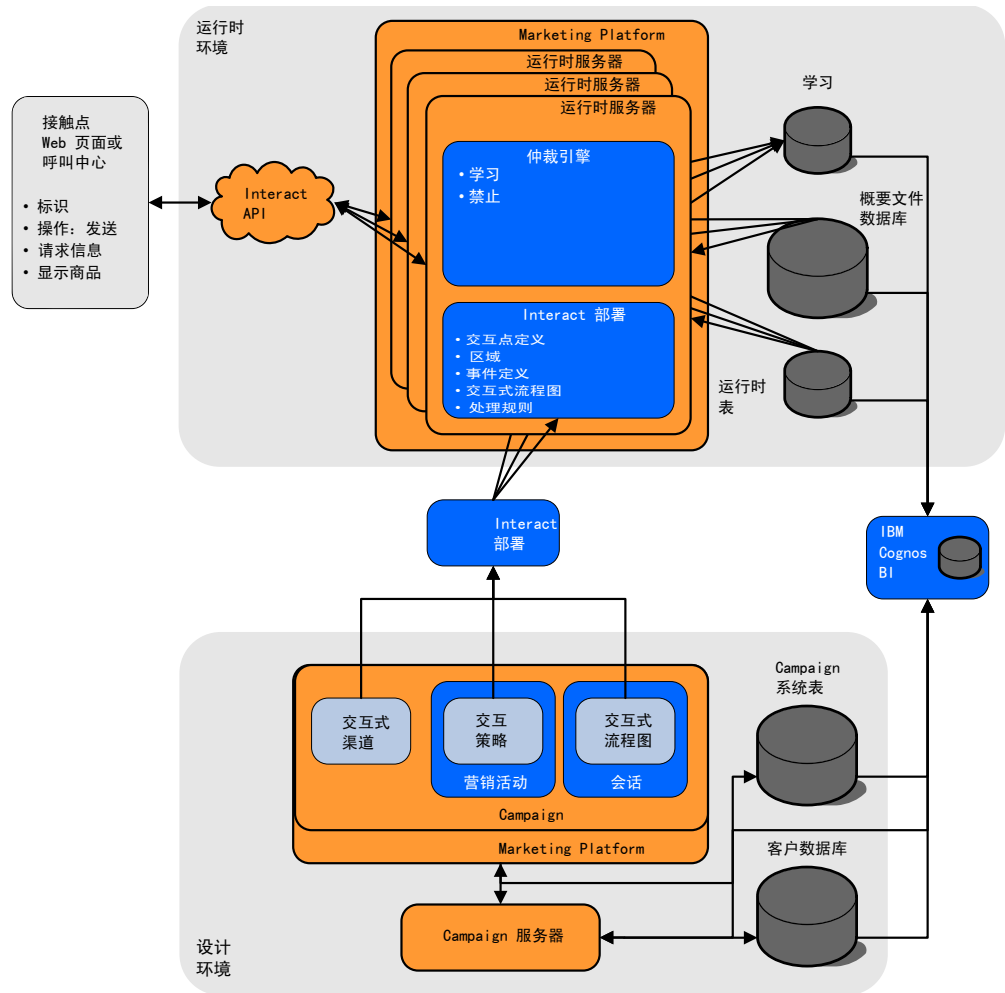 运行时
环境
Marketing Platform
运行时服务器
运行时服务器
运行时服务器
接触点
Web 页面或
呼叫中心
• 标识
• 操作：发送
• 请求信息
• 显示商品
Interact
API
仲裁引擎
• 学习
• 禁止
Interact 部署
• 交互点定义
• 区域
• 事件定义
• 交互式流程图
• 处理规则
学习
概要文件
数据库
运行时
表
Interact
部署
IBM
Cognos
BI
交互式
渠道
交互
策略
营销活动
交互式
流程图
会话
Campaign
Marketing Platform
Campaign
系统表
客户数据库
Campaign 服务器
设计
环境